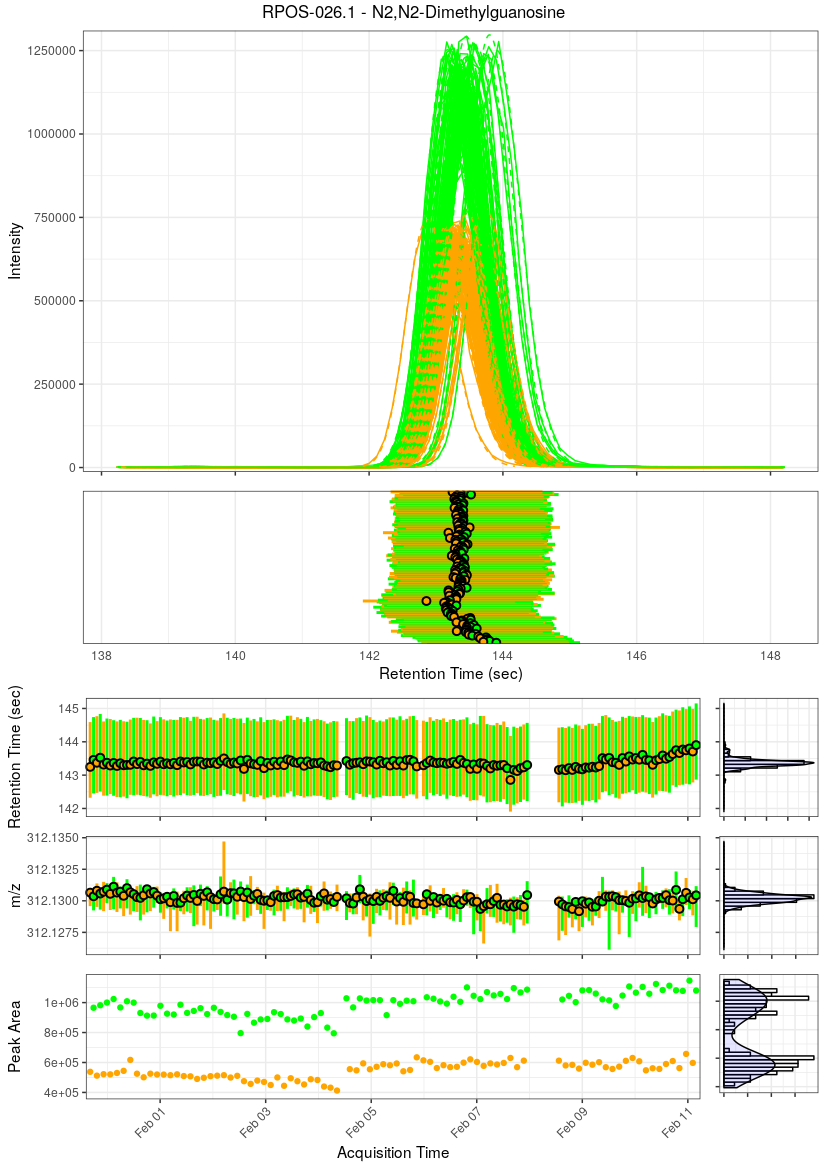 RPOS-026.1 - N2,N2-Dimethylguanosine
1250000
1000000
750000
500000
250000
0
Intensity
138 140 142 144 146 148
Retention Time (sec)
145
144
143
142
Retention Time (sec)
312.1350
312.1325
312.1300
312.1275
m/z
1e+06
8e+05
6e+05
4e+05
Peak Area
Feb 01 Feb 03 Feb 05 Feb 07 Feb 09 Feb 11
Acquisition Time